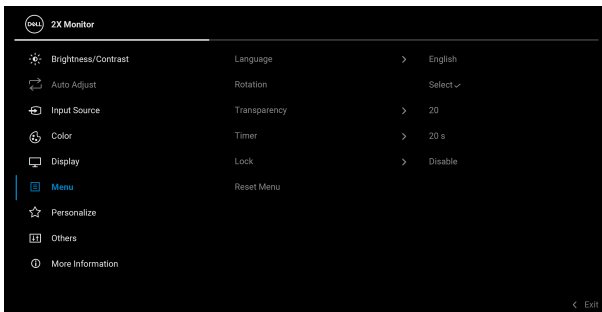 DELL 2X Monitor
Brightness/Contrast Language > English
Auto Adjust Rotation Select ✓
Input Source Transparency > 20
Color Timer > 20 s
Display Lock > Disable
Menu Reset Menu
Personalize
Others
More Information
< Exit